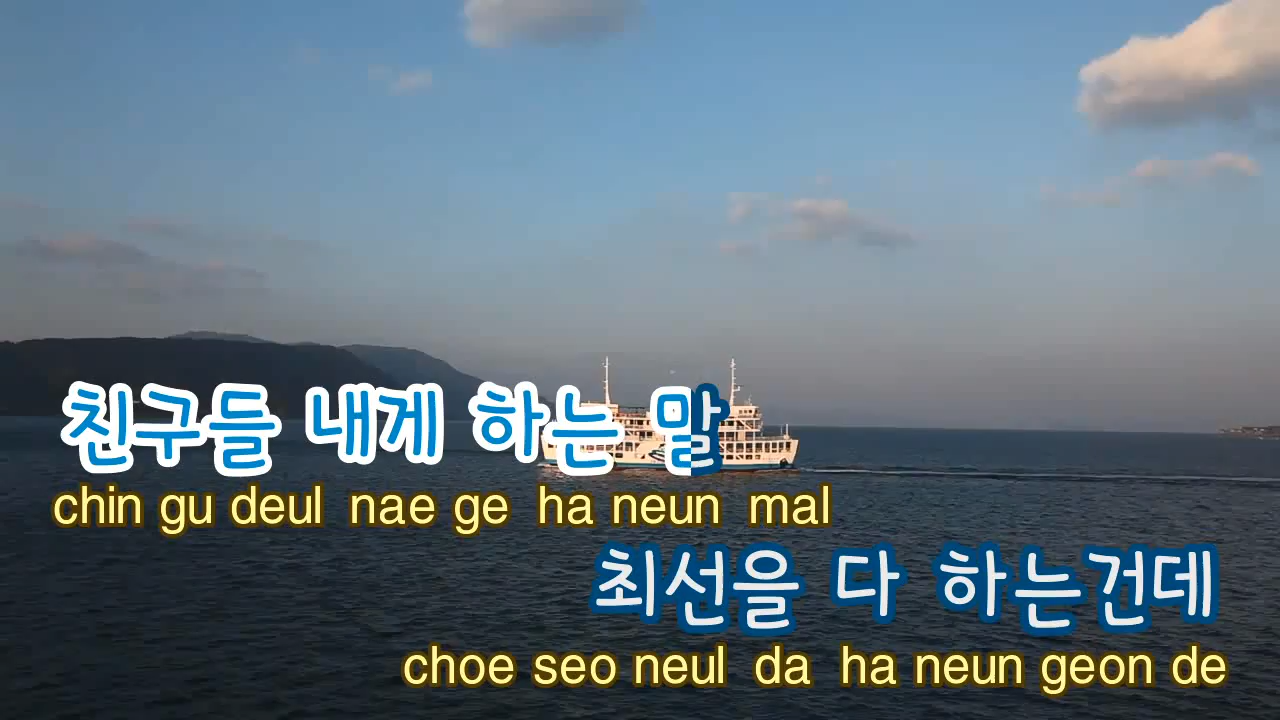 친구들 내게 하는 말
chin gu deul nae ge ha neun mal
최선을 다 하는건데
choe seo neul da ha neun geon de